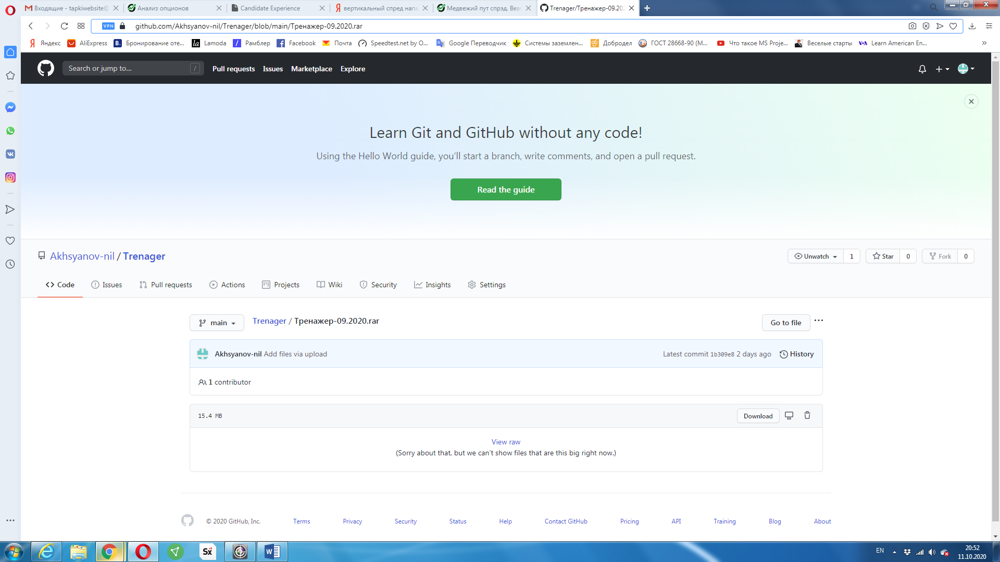 Входящие - tapkiwebsite@
Анализ опционов
Candidate Experience
вертикальный спред напа
Медвежий пут спрэд. Bear
Trenager/Тренажер-09.202
VPN
github.com/Akhsyanov-nil/Trenager/blob/main/Тренажер-09.2020.rar
Яндекс
AliExpress
Бронирование оте...
Lamoda
Рамблер
Facebook
Почта
Speedtest.net by O...
Google Переводчик
Системы заземлен...
Добродел
ГОСТ 28668-90 (М...
Что такое MS Proje...
Веселые старты
VOA
Learn American En...
»
Search or jump to...
/
Pull requests
Issues
Marketplace
Explore
Learn Git and GitHub without any code!
Using the Hello World guide, you’ll start a branch, write comments, and open a pull request.
Read the guide
Akhsyanov-nil / Trenager
Unwatch
1
Star
0
Fork
0
Code
Issues
Pull requests
Actions
Projects
Wiki
Security
Insights
Settings
main
Trenager / Тренажер-09.2020.rar
Go to file
Akhsyanov-nil Add files via upload
Latest commit 1b309e8 2 days ago
History
1 contributor
15.4 MB
Download
View raw
(Sorry about that, but we can’t show files that are this big right now.)
© 2020 GitHub, Inc.
Terms
Privacy
Security
Status
Help
Contact GitHub
Pricing
API
Training
Blog
About
Sx
EN
20:52
11.10.2020